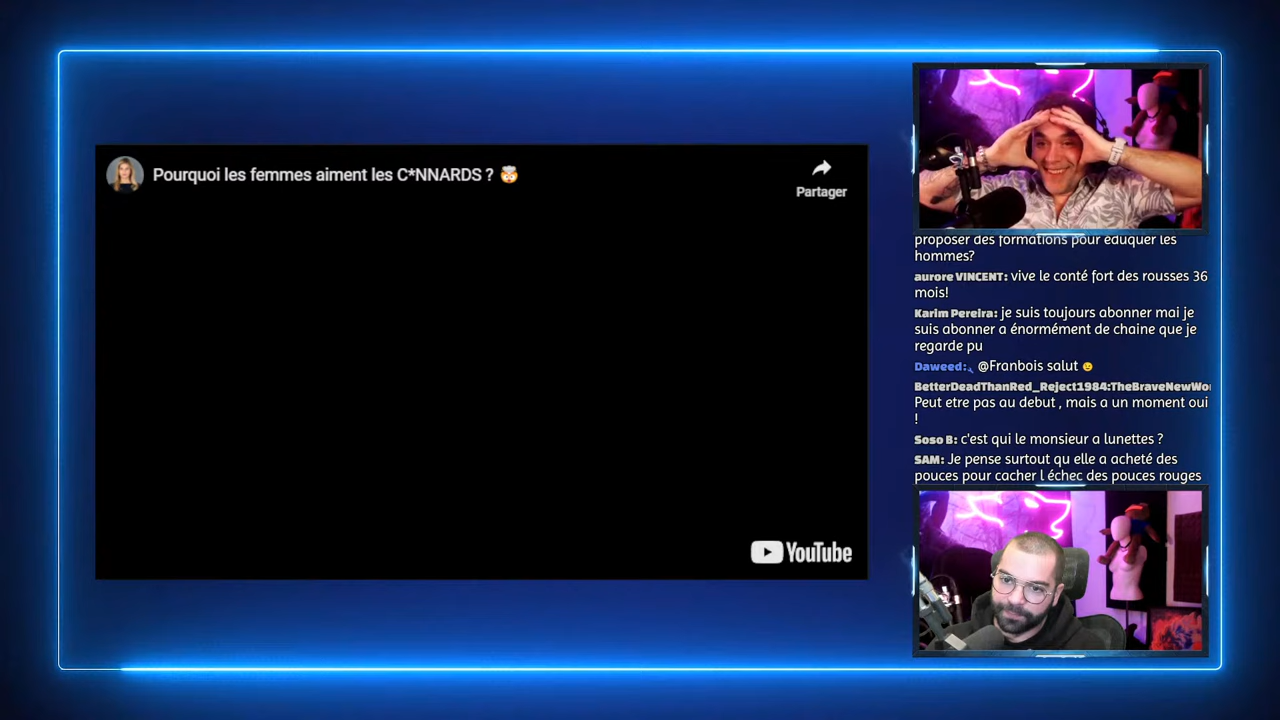 Pourquoi les femmes aiment les C*NNARDS ? 🤯
Partager
YouTube
proposer des formations pour éduquer les
hommes?
aurore VINCENT: vive le conté fort des rousses 36
mois!
Karim Pereira: je suis toujours abonner mai je
suis abonner a énormément de chaine que je
regarde pu
Daweed: @Franbois salut 😉
BetterDeadThanRed_Reject1984:TheBraveNewWo
Peut etre pas au debut , mais a un moment oui
!
Soso B: c'est qui le monsieur a lunettes ?
SAM: Je pense surtout qu elle a acheté des
pouces pour cacher l échec des pouces rouges